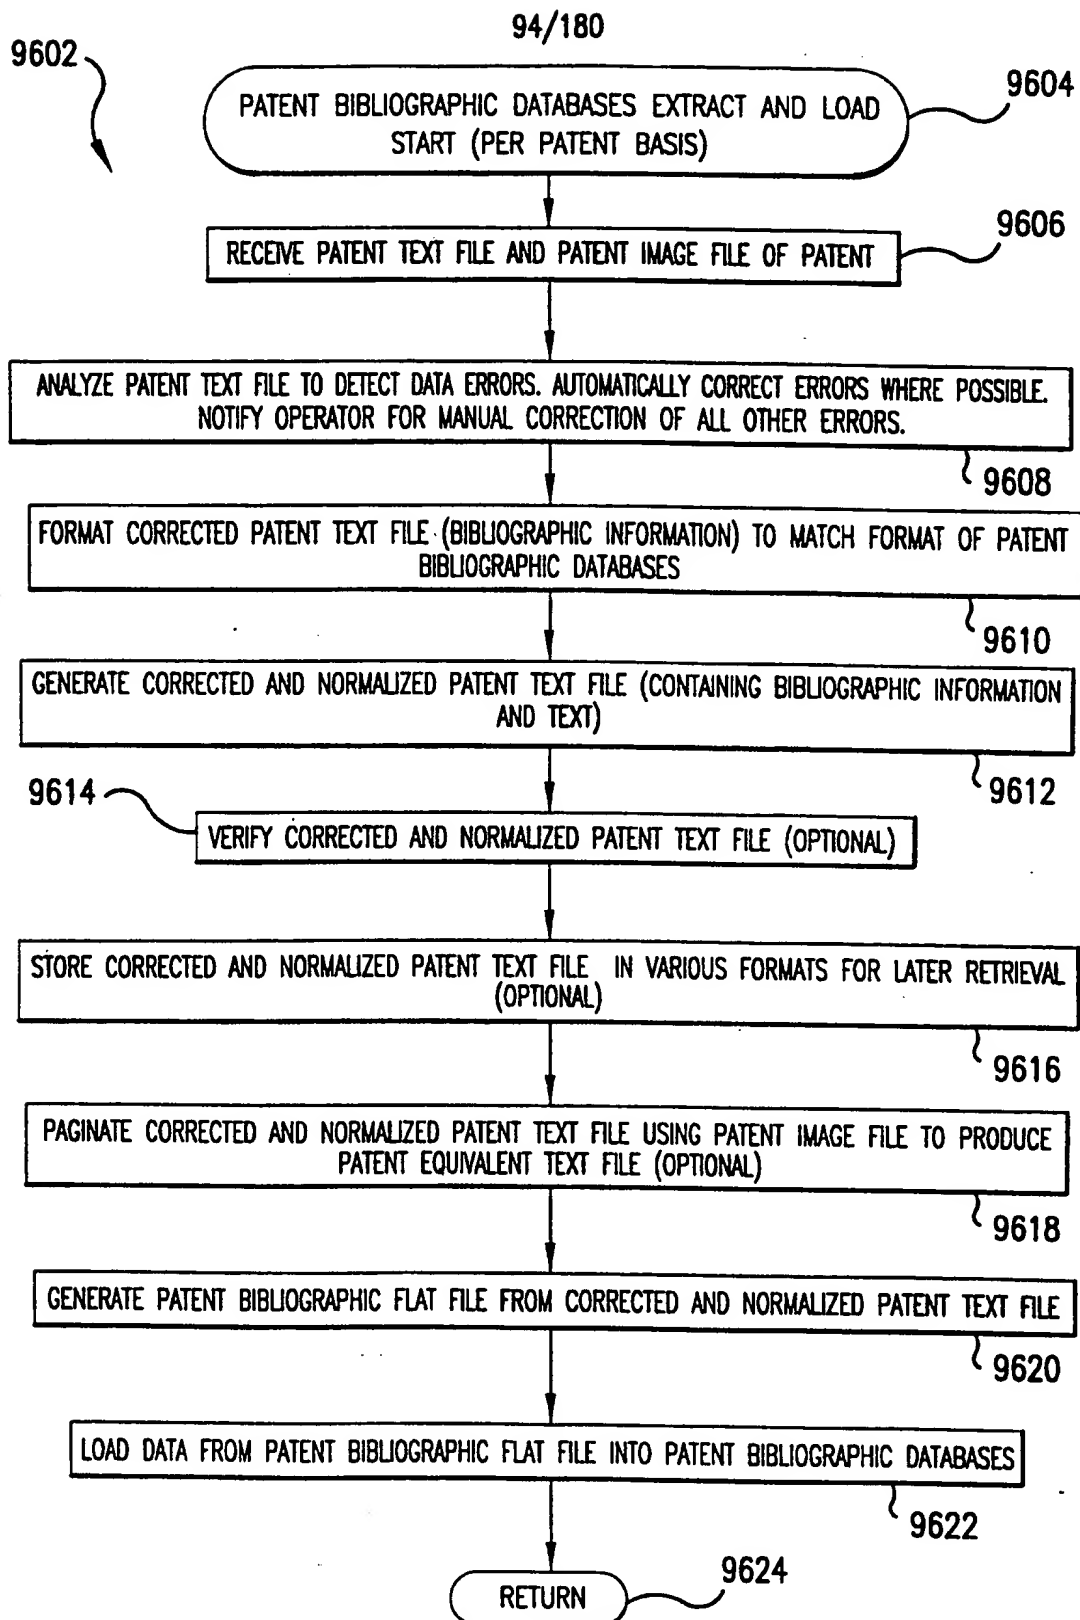 94/180
9602
PATENT BIBLIOGRAPHIC DATABASES EXTRACT AND LOAD
START (PER PATENT BASIS)
9604
RECEIVE PATENT TEXT FILE AND PATENT IMAGE FILE OF PATENT
9606
ANALYZE PATENT TEXT FILE TO DETECT DATA ERRORS. AUTOMATICALLY CORRECT ERRORS WHERE POSSIBLE.
NOTIFY OPERATOR FOR MANUAL CORRECTION OF ALL OTHER ERRORS.
9608
FORMAT CORRECTED PATENT TEXT FILE (BIBLIOGRAPHIC INFORMATION) TO MATCH FORMAT OF PATENT
BIBLIOGRAPHIC DATABASES
9610
GENERATE CORRECTED AND NORMALIZED PATENT TEXT FILE (CONTAINING BIBLIOGRAPHIC INFORMATION
AND TEXT)
9612
9614
VERIFY CORRECTED AND NORMALIZED PATENT TEXT FILE (OPTIONAL)
STORE CORRECTED AND NORMALIZED PATENT TEXT FILE IN VARIOUS FORMATS FOR LATER RETRIEVAL
(OPTIONAL)
9616
PAGINATE CORRECTED AND NORMALIZED PATENT TEXT FILE USING PATENT IMAGE FILE TO PRODUCE
PATENT EQUIVALENT TEXT FILE (OPTIONAL)
9618
GENERATE PATENT BIBLIOGRAPHIC FLAT FILE FROM CORRECTED AND NORMALIZED PATENT TEXT FILE
9620
LOAD DATA FROM PATENT BIBLIOGRAPHIC FLAT FILE INTO PATENT BIBLIOGRAPHIC DATABASES
9622
RETURN
9624